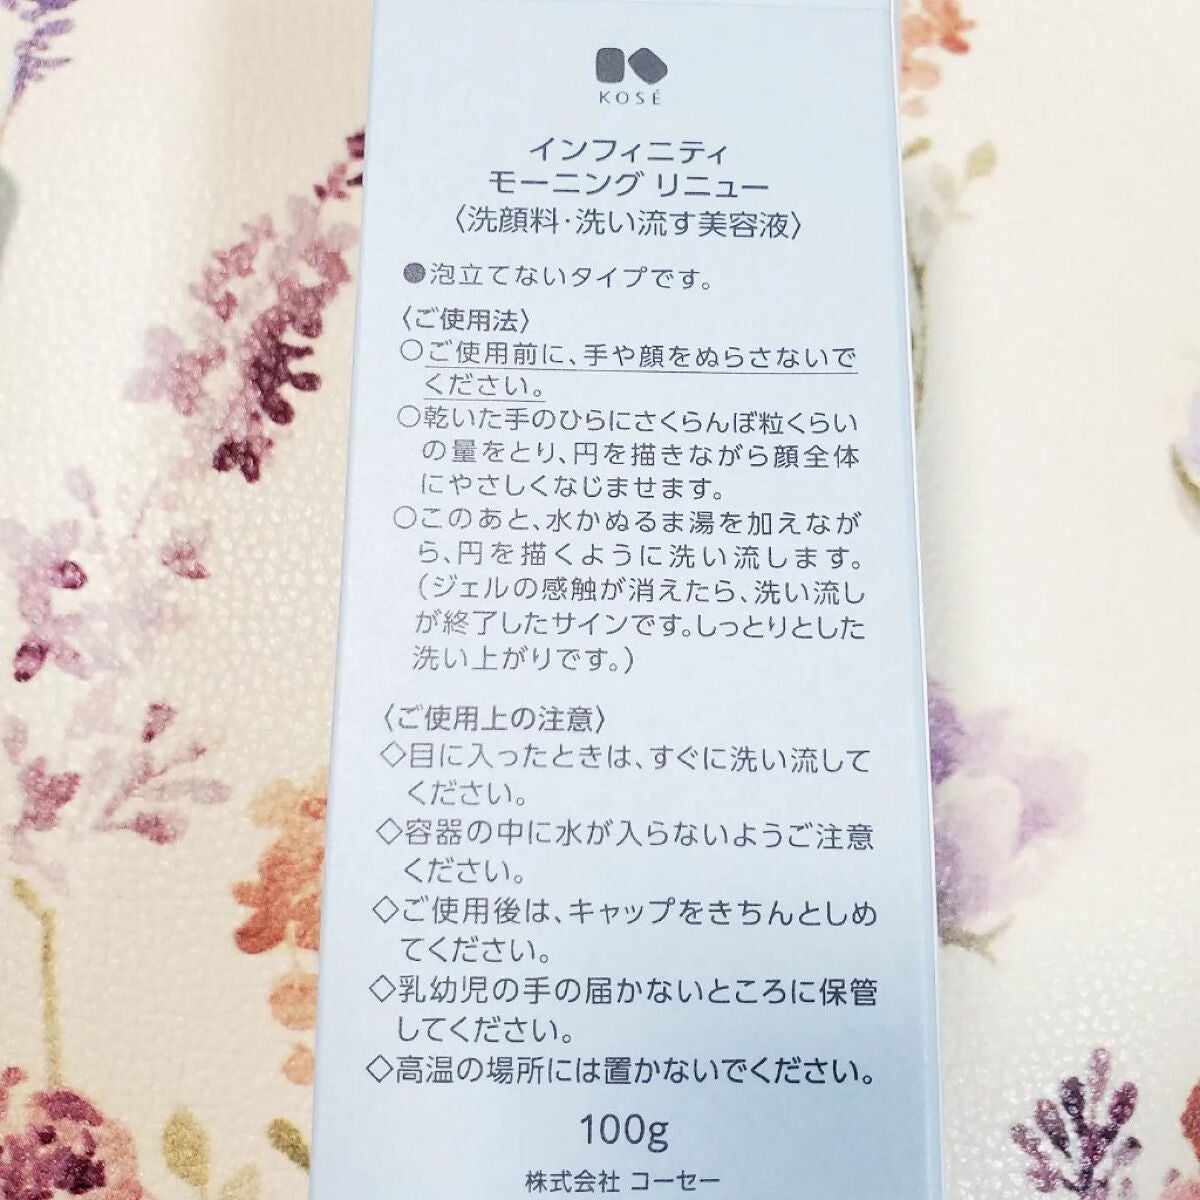 KOSÉ
インフィニティ
モーニング リニュー
〈洗顔料・洗い流す美容液〉
●泡立てないタイプです。
〈ご使用法〉
○ご使用前に、手や顔をぬらさないで
ください。
○乾いた手のひらにさくらんぼ粒くらい
の量をとり、円を描きながら顔全体
にやさしくなじませます。
○このあと、水かぬるま湯を加えなが
ら、円を描くように洗い流します。
（ジェルの感触が消えたら、洗い流し
が終了したサインです。しっとりとした
洗い上がりです。）
〈ご使用上の注意〉
◇目に入ったときは、すぐに洗い流して
ください。
◇容器の中に水が入らないようご注意
ください。
◇ご使用後は、キャップをきちんとしめ
てください。
◇乳幼児の手の届かないところに保管
してください。
◇高温の場所には置かないでください。
100g
株式会社 コーセー